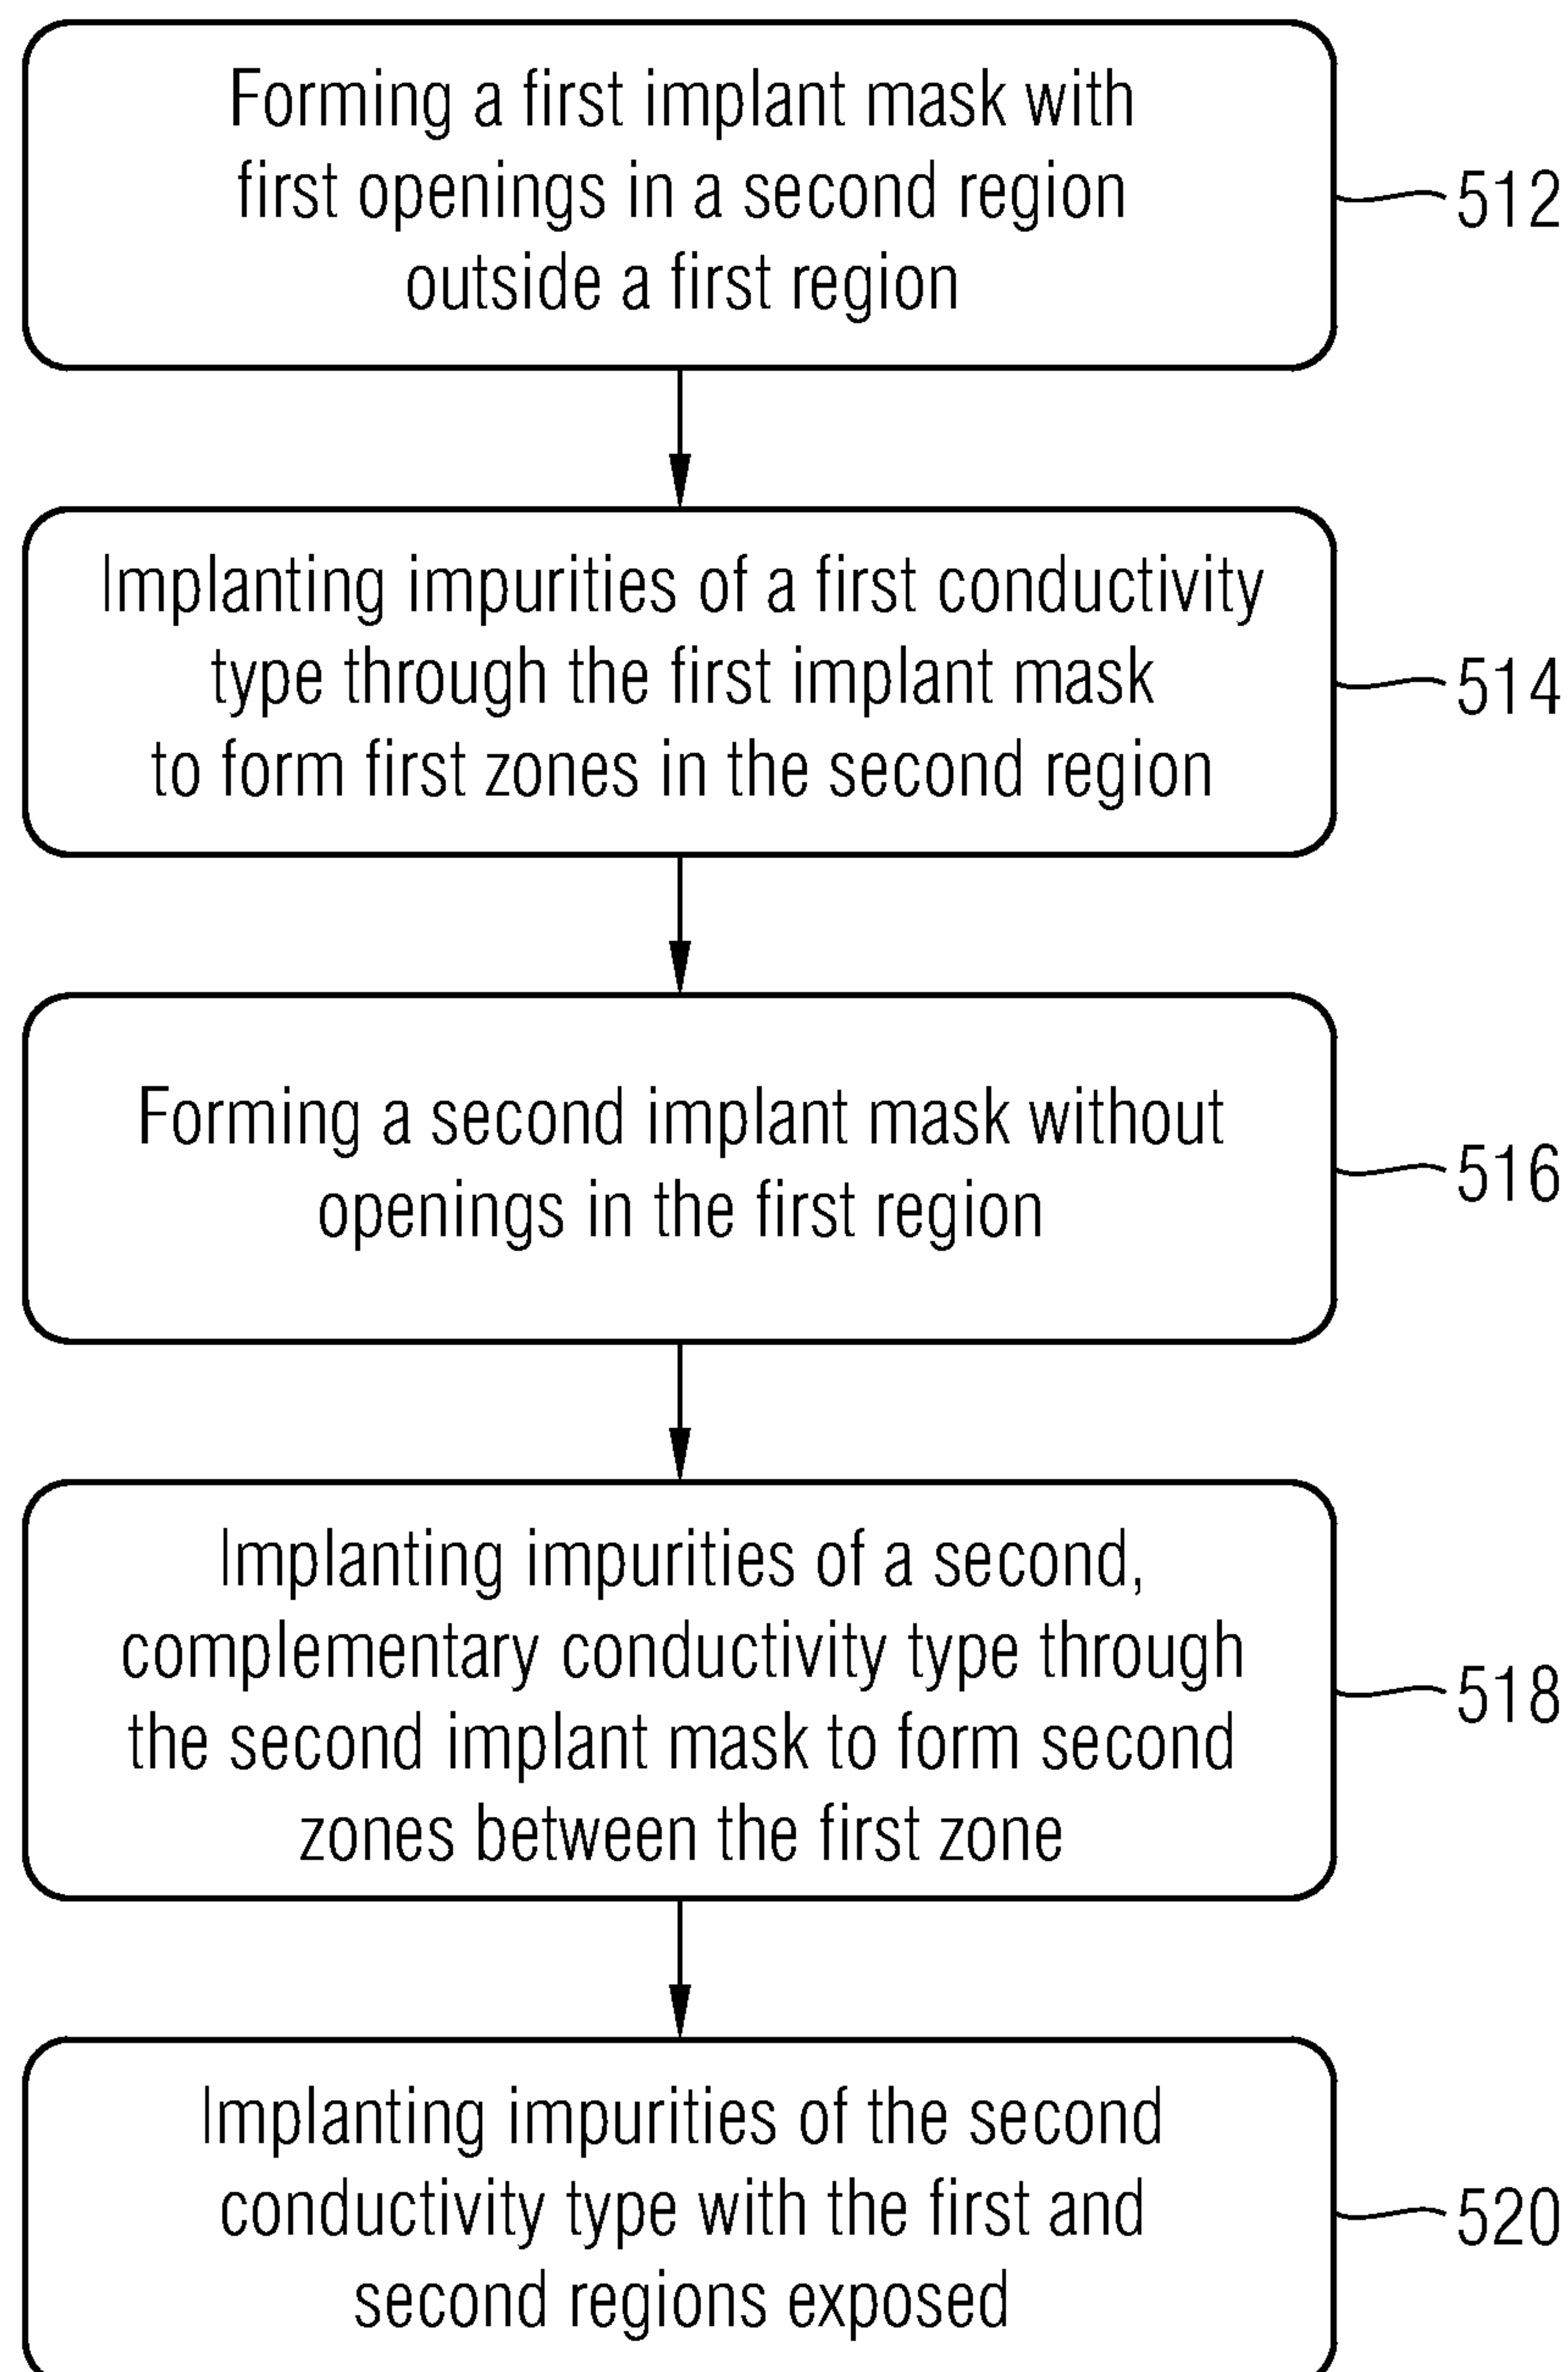 Forming a first implant mask with
first openings in a second region
outside a first region
512
Implanting impurities of a first conductivity
type through the first implant mask
to form first zones in the second region
514
Forming a second implant mask without
openings in the first region
516
Implanting impurities of a second,
complementary conductivity type through
the second implant mask to form second
zones between the first zone
518
Implanting impurities of the second
conductivity type with the first and
second regions exposed
520